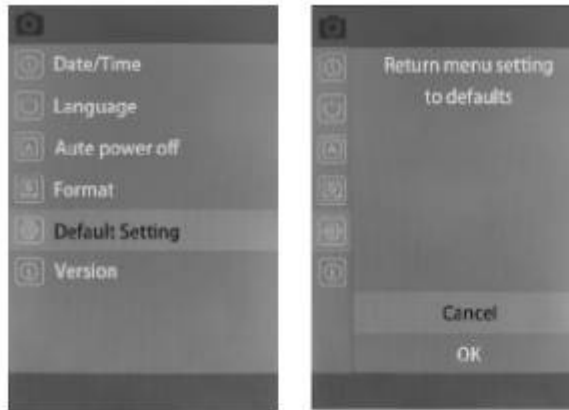 Date/Time
Language
Aute power off
Format
Default Setting
Version
Return menu setting
to defaults
Cancel
OK